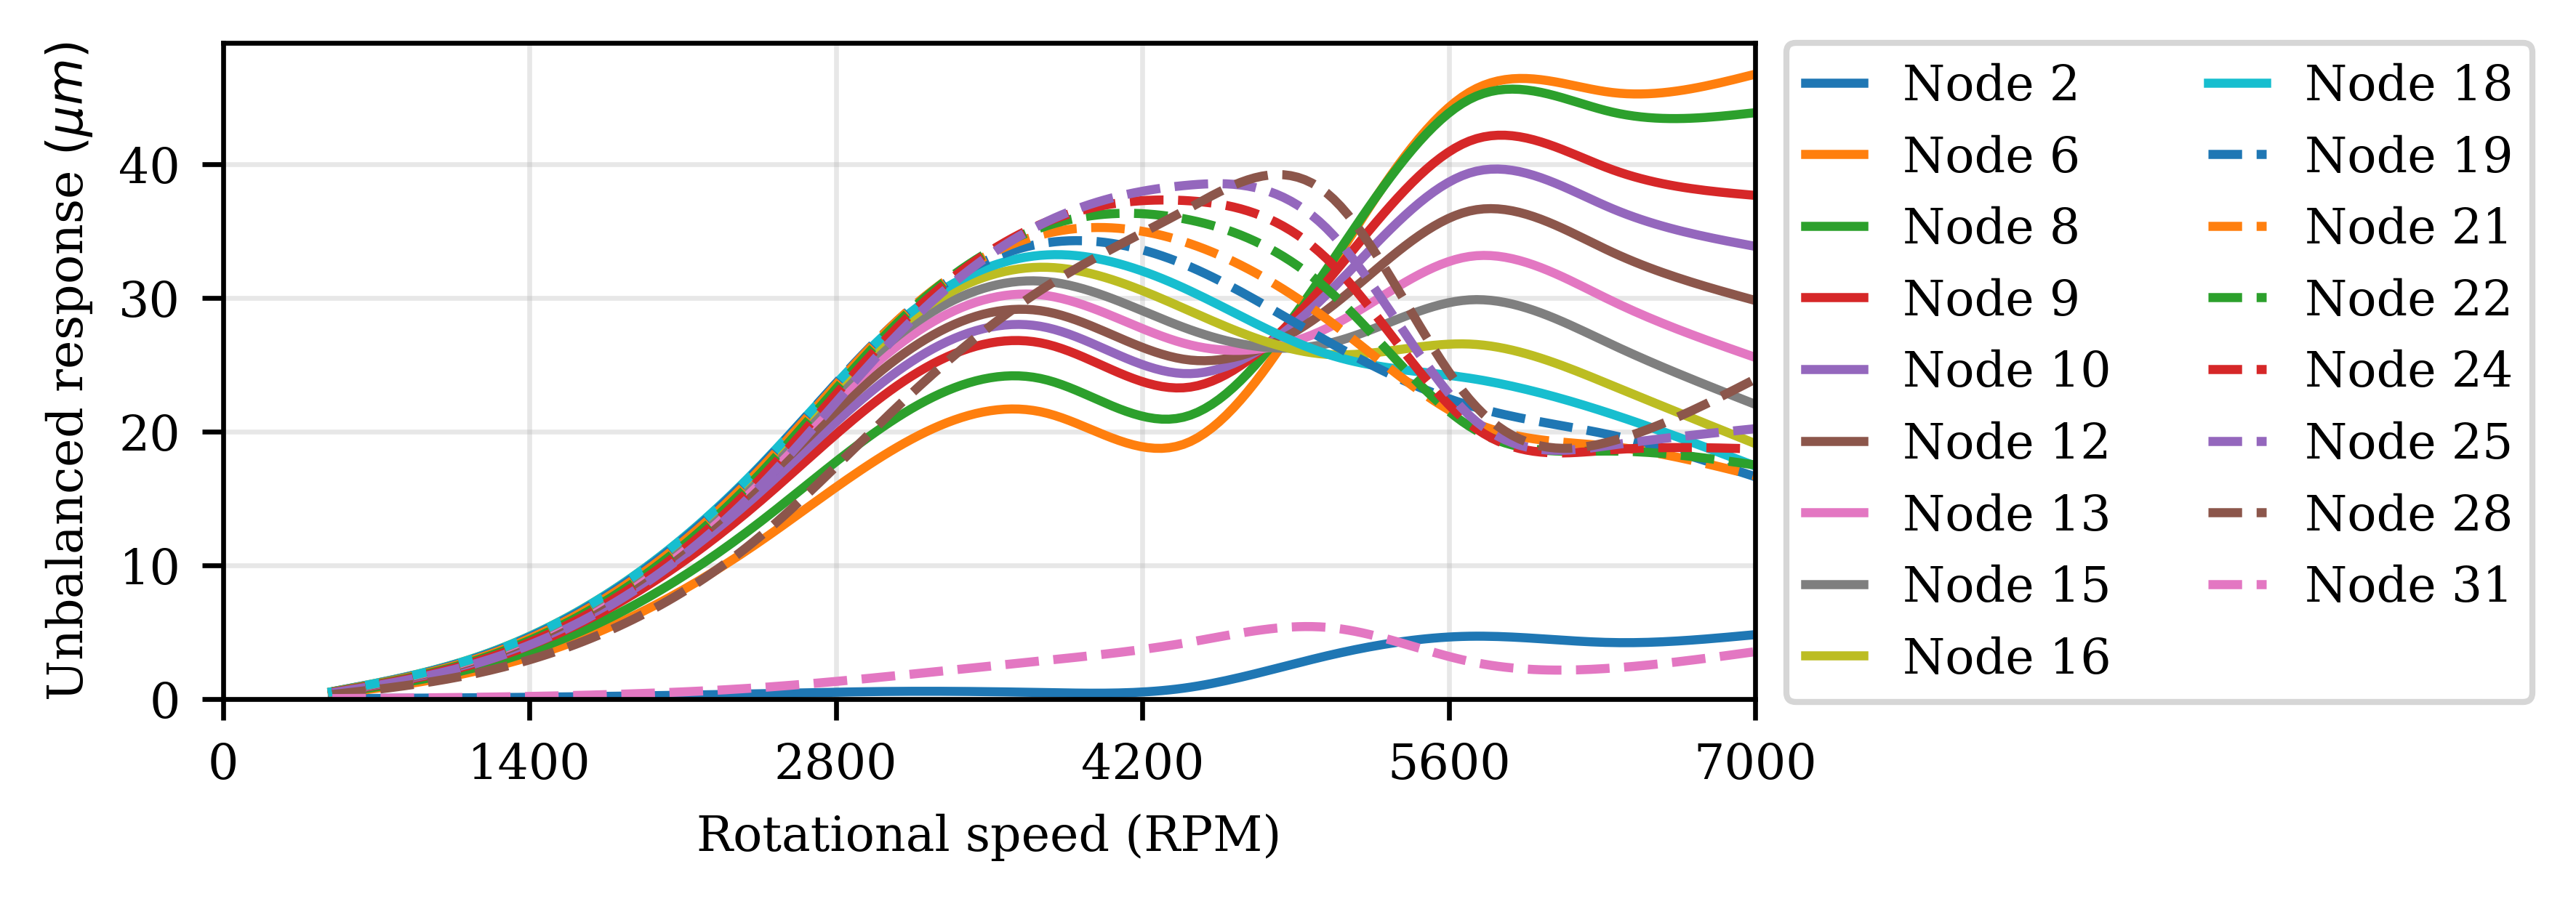 Unbalanced response (μm)
40
30
20
10
0
0 1400 2800 4200 5600 7000
Rotational speed (RPM)
Node 2
Node 6
Node 8
Node 9
Node 10
Node 12
Node 13
Node 15
Node 16
Node 18
Node 19
Node 21
Node 22
Node 24
Node 25
Node 28
Node 31